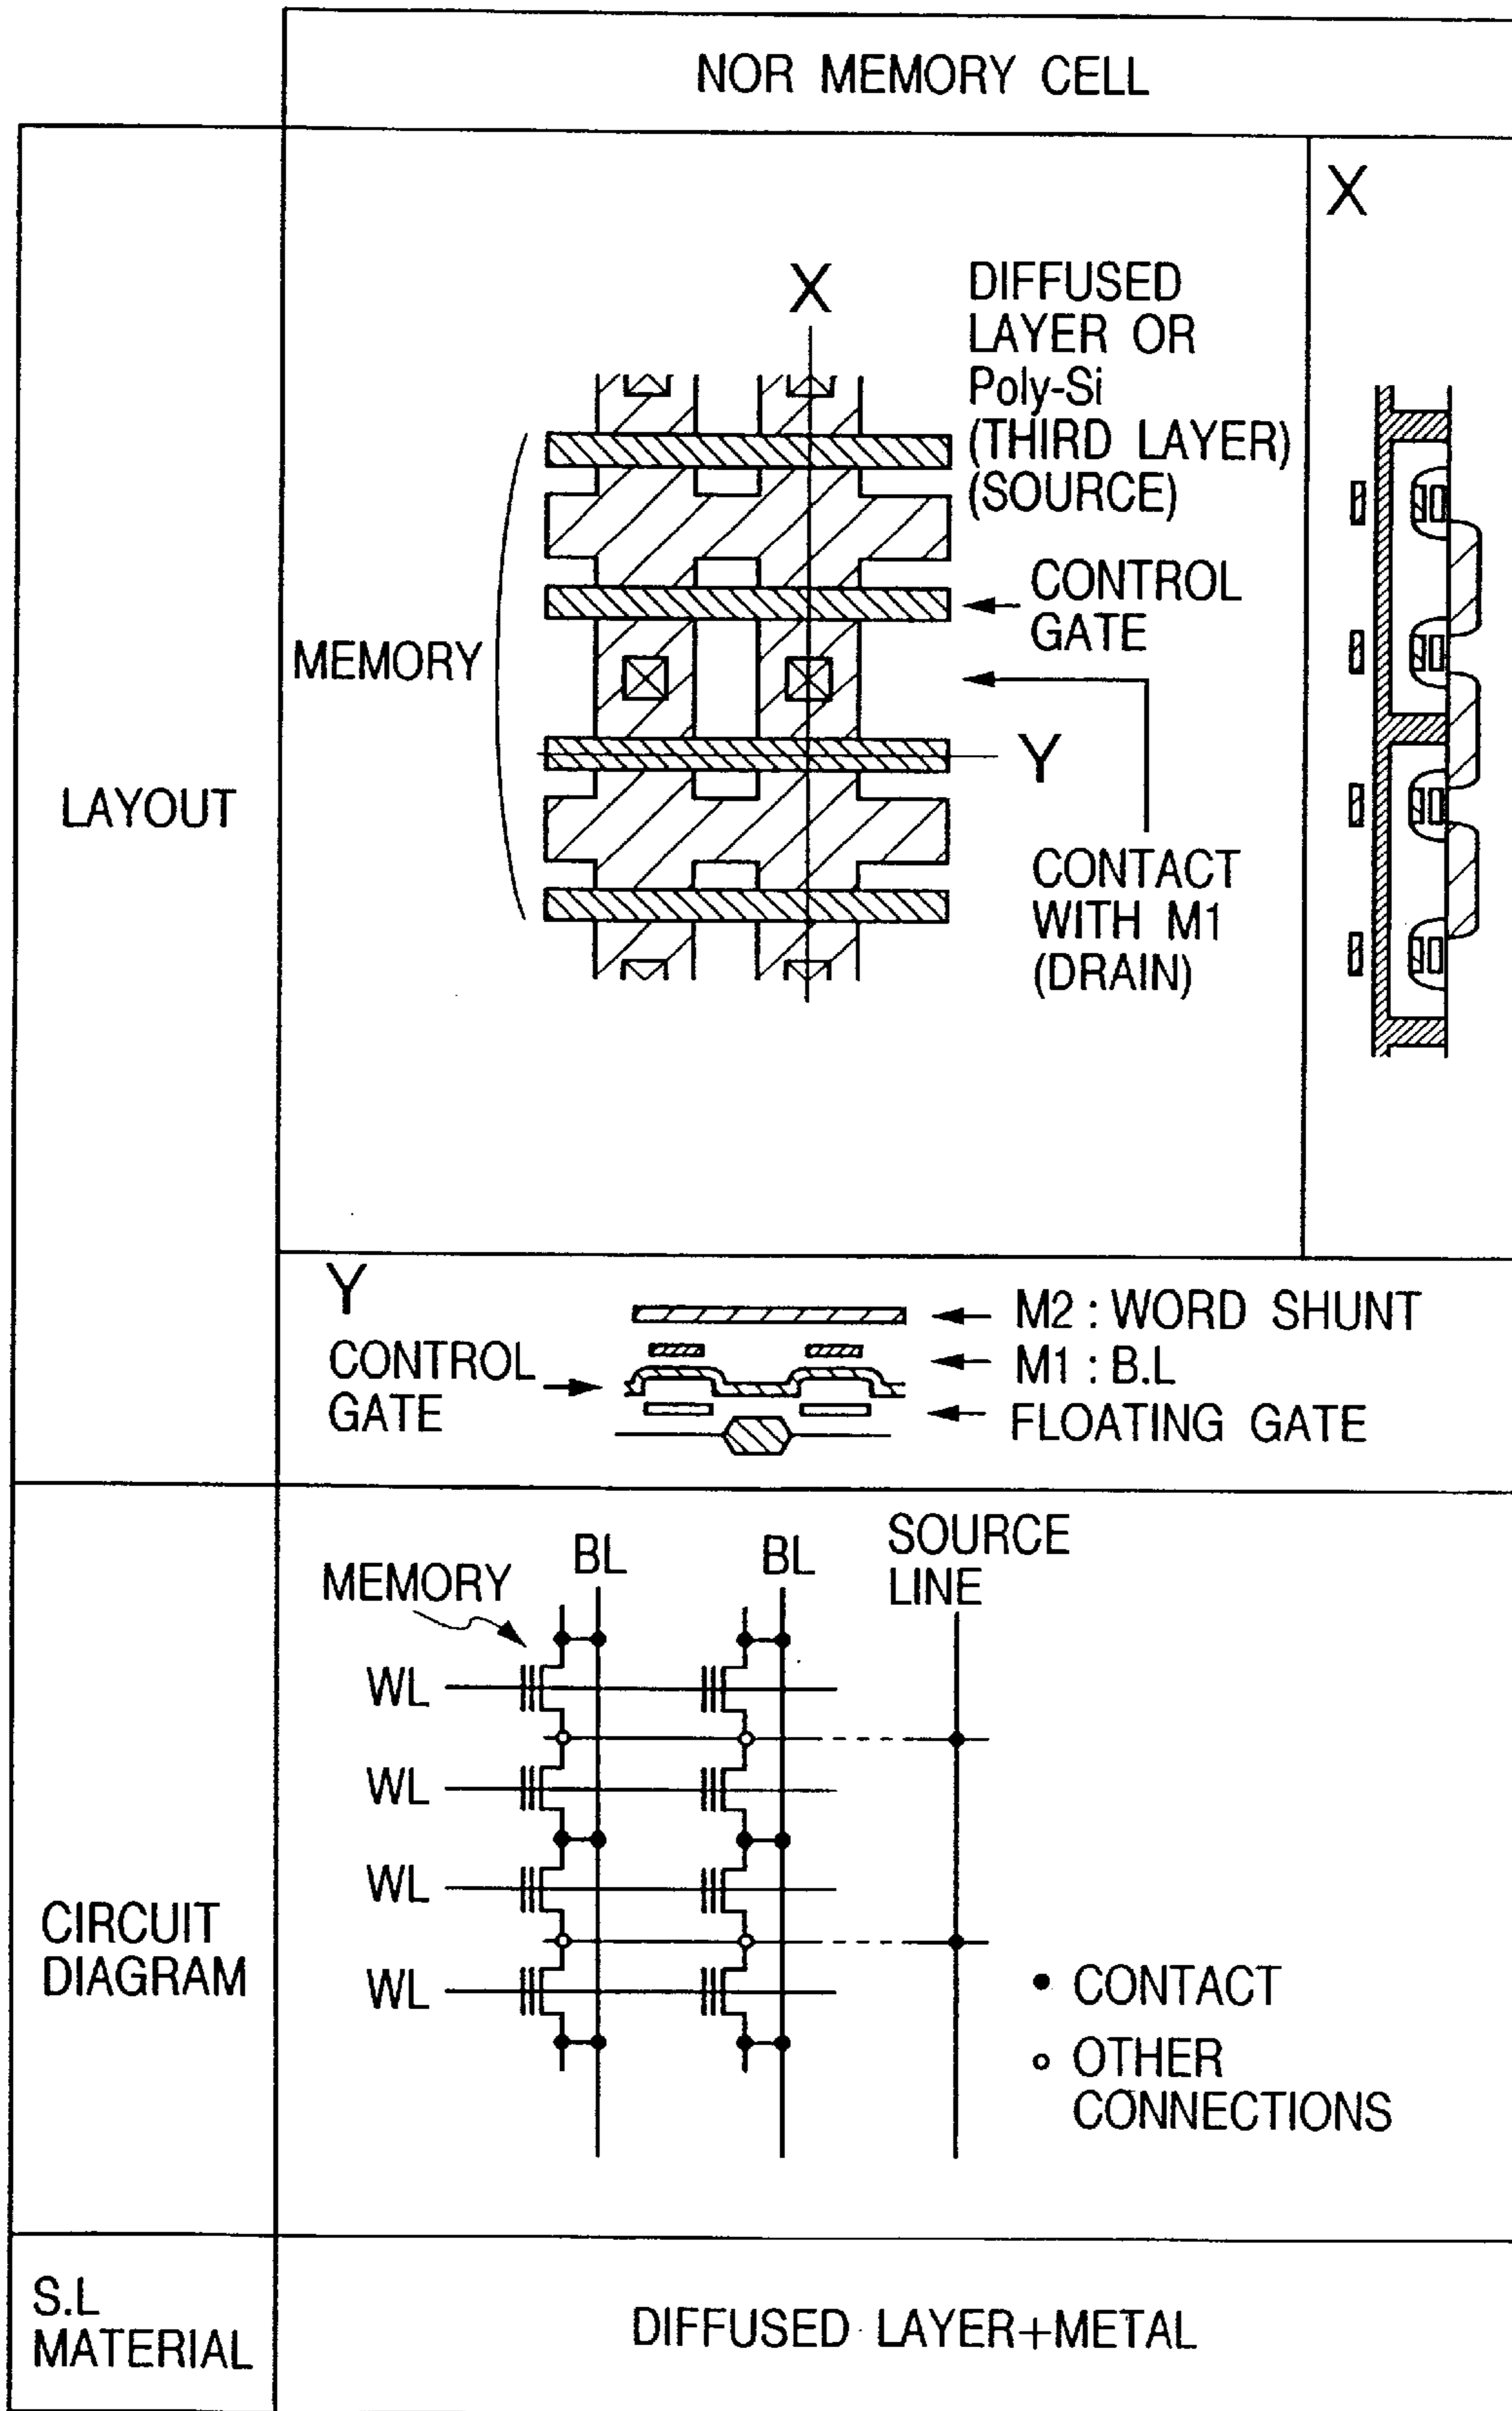 NOR MEMORY CELL
LAYOUT
X
DIFFUSED
LAYER OR
Poly-Si
(THIRD LAYER)
(SOURCE)
CONTROL
GATE
MEMORY
Y
CONTACT
WITH M1
(DRAIN)
X
Y
CONTROL
GATE
M2 : WORD SHUNT
M1 : B.L
FLOATING GATE
CIRCUIT
DIAGRAM
MEMORY
BL
BL
SOURCE
LINE
WL
WL
WL
WL
• CONTACT
∘ OTHER
CONNECTIONS
S.L
MATERIAL
DIFFUSED LAYER+METAL